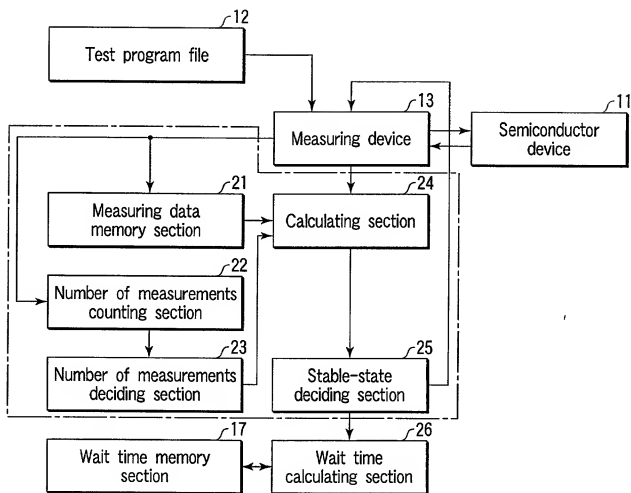 12
Test program file
13
Measuring device
11
Semiconductor
device
21
Measuring data
memory section
24
Calculating section
22
Number of measurements
counting section
23
Number of measurements
deciding section
25
Stable-state
deciding section
17
Wait time memory
section
26
Wait time
calculating section